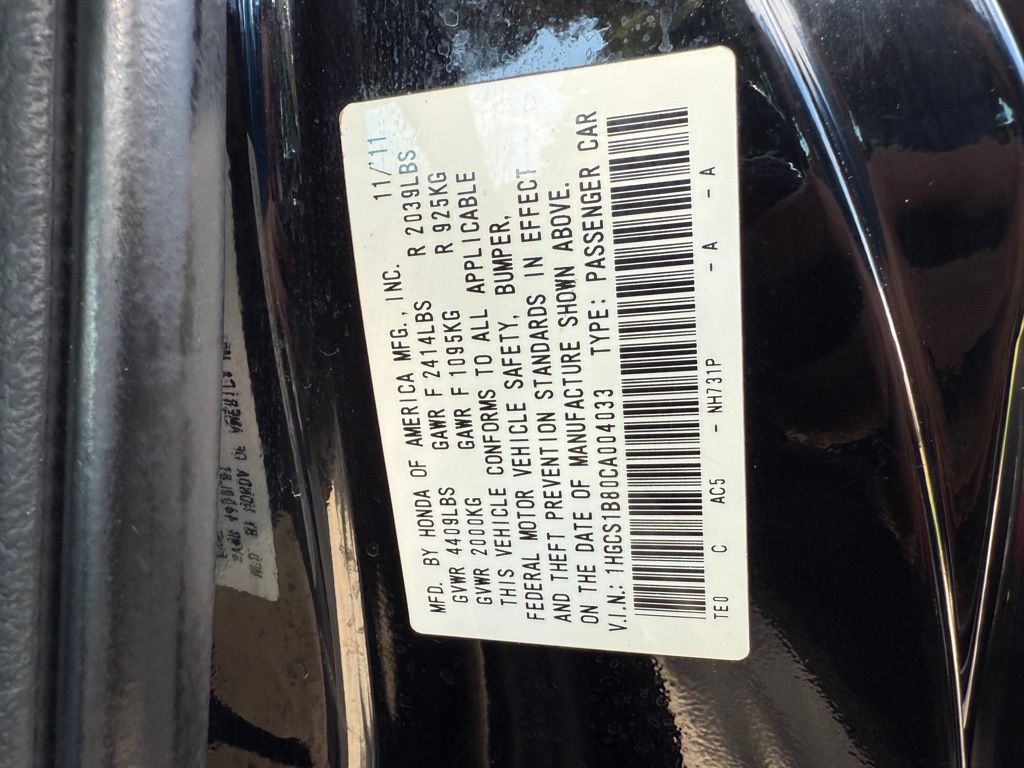 MFD. BY HONDA OF AMERICA MFG., INC. 11/11
GVWR 4409LBS GAWR F 2414LBS R 2039LBS
GVWR 2000KG GAWR F 1095KG R 925KG
THIS VEHICLE CONFORMS TO ALL APPLICABLE
FEDERAL MOTOR VEHICLE SAFETY, BUMPER,
AND THEFT PREVENTION STANDARDS IN EFFECT
ON THE DATE OF MANUFACTURE SHOWN ABOVE.
V.I.N.: 1HGCS1B80CA004033 TYPE: PASSENGER CAR
TE0 C AC5 - NH731P - A - A